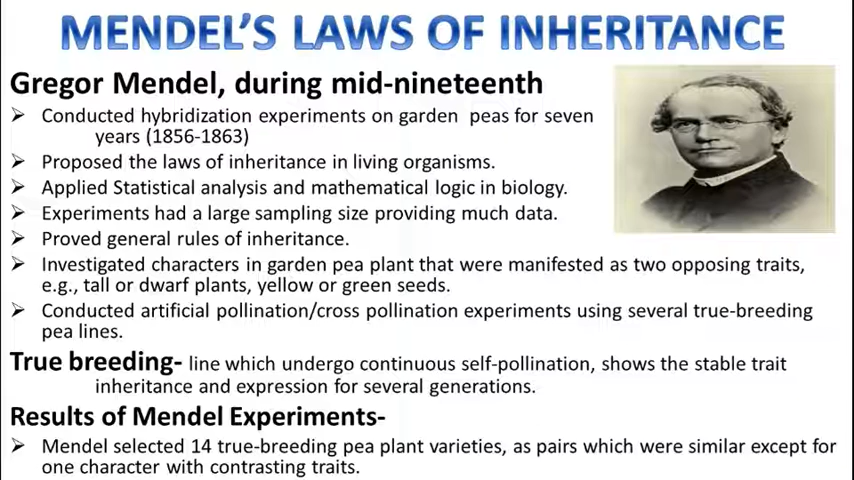 MENDEL'S LAWS OF INHERITANCE
Gregor Mendel, during mid-nineteenth
➢ Conducted hybridization experiments on garden peas for seven
years (1856-1863)
➢ Proposed the laws of inheritance in living organisms.
➢ Applied Statistical analysis and mathematical logic in biology.
➢ Experiments had a large sampling size providing much data.
➢ Proved general rules of inheritance.
➢ Investigated characters in garden pea plant that were manifested as two opposing traits,
e.g., tall or dwarf plants, yellow or green seeds.
➢ Conducted artificial pollination/cross pollination experiments using several true-breeding
pea lines.
True breeding- line which undergo continuous self-pollination, shows the stable trait
inheritance and expression for several generations.
Results of Mendel Experiments-
➢ Mendel selected 14 true-breeding pea plant varieties, as pairs which were similar except for
one character with contrasting traits.